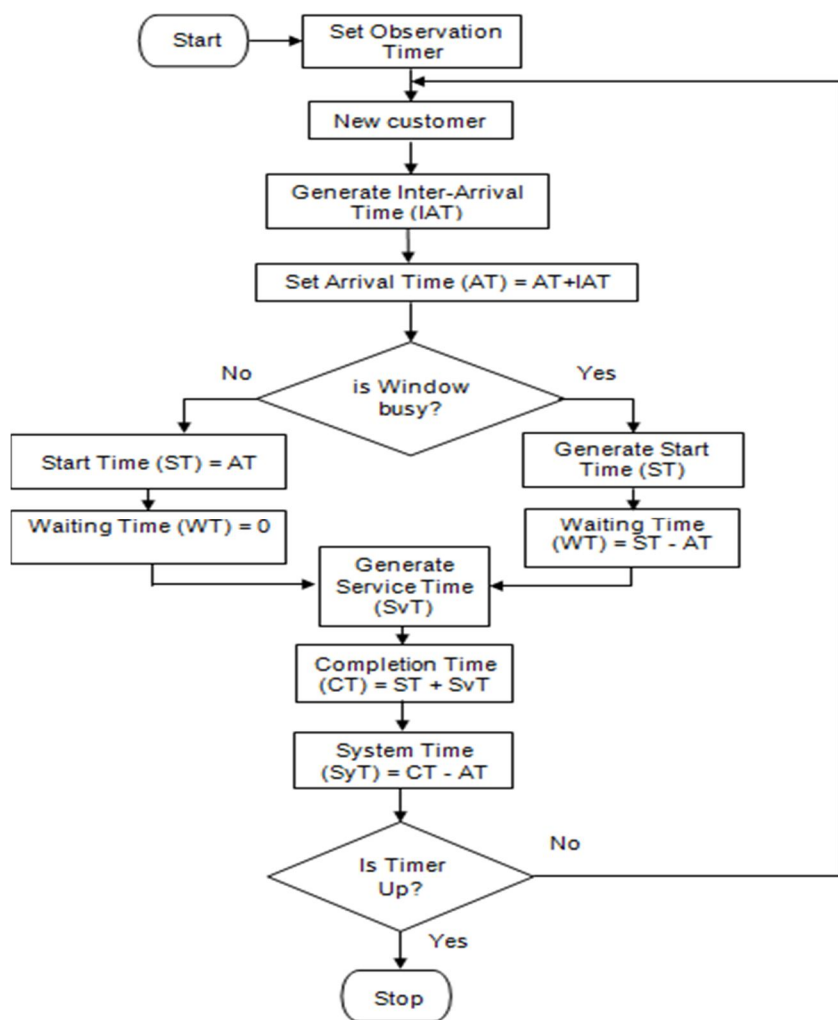 Start
Set Observation
Timer
New customer
Generate Inter-Arrival
Time (IAT)
Set Arrival Time (AT) = AT+IAT
No
Yes
is Window
busy?
Start Time (ST) = AT
Generate Start
Time (ST)
Waiting Time (WT) = 0
Waiting Time
(WT) = ST - AT
Generate
Service Time
(SvT)
Completion Time
(CT) = ST + SvT
System Time
(SyT) = CT - AT
Is Timer
Up?
No
Yes
Stop